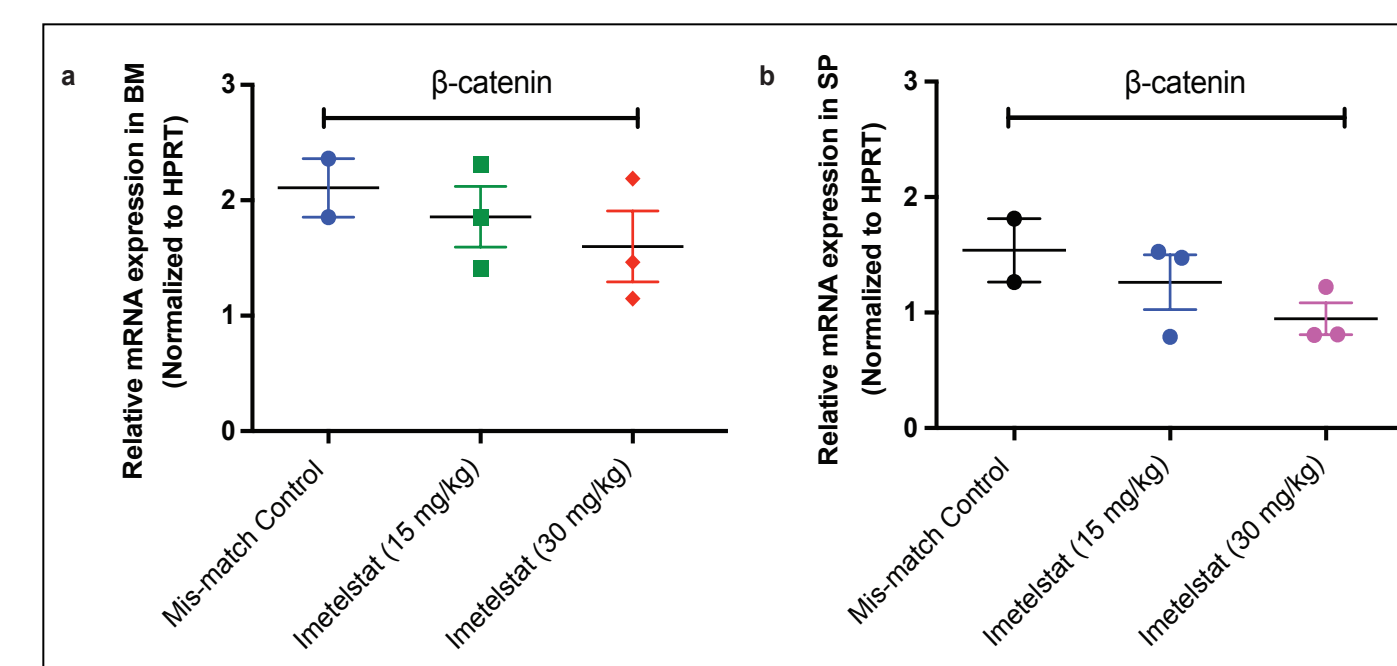 a
Relative mRNA expression in BM
(Normalized to HPRT)
β-catenin
3
2
1
0
Mis-match Control
Imetelstat (15 mg/kg)
Imetelstat (30 mg/kg)
b
Relative mRNA expression in SP
(Normalized to HPRT)
β-catenin
3
2
1
0
Mis-match Control
Imetelstat (15 mg/kg)
Imetelstat (30 mg/kg)